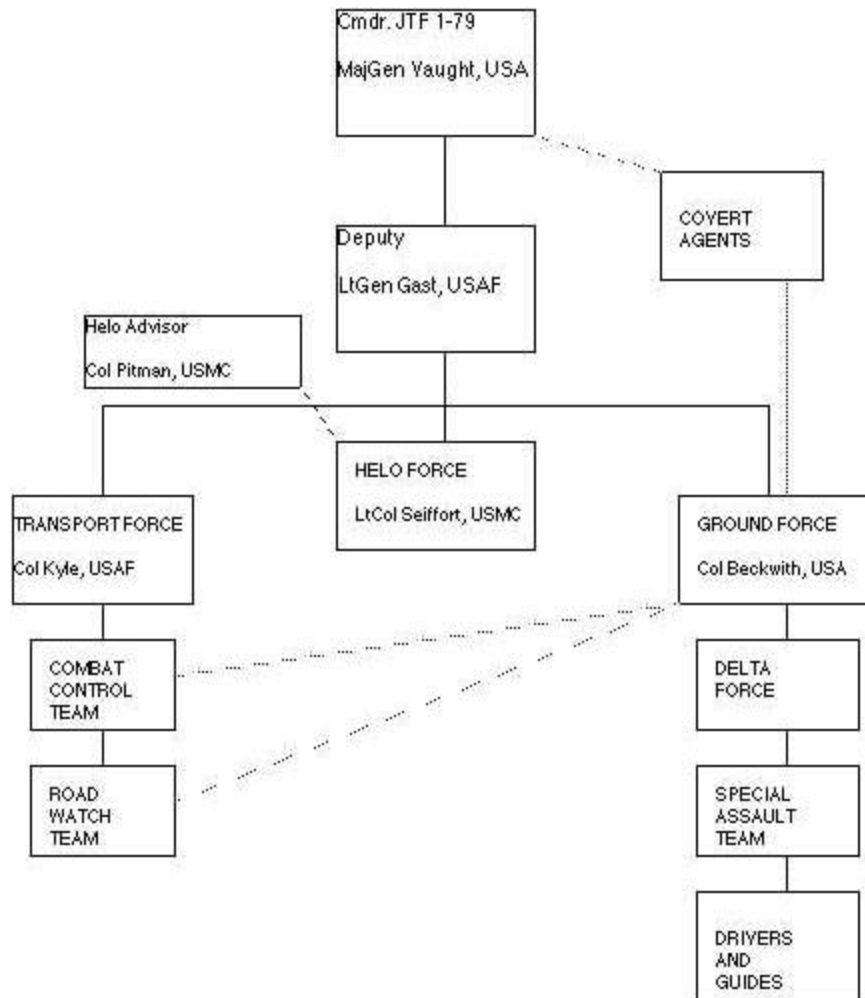 Cmdr. JTF 1-79
MajGen Vaught, USA
COVERT
AGENTS
Deputy
LtGen Gast, USAF
Helo Advisor
Col Pitman, USMC
HELO FORCE
LtCol Seiffort, USMC
TRANSPORT FORCE
Col Kyle, USAF
GROUND FORCE
Col Beckwith, USA
COMBAT
CONTROL
TEAM
DELTA
FORCE
ROAD
WATCH
TEAM
SPECIAL
ASSAULT
TEAM
DRIVERS
AND
GUIDES